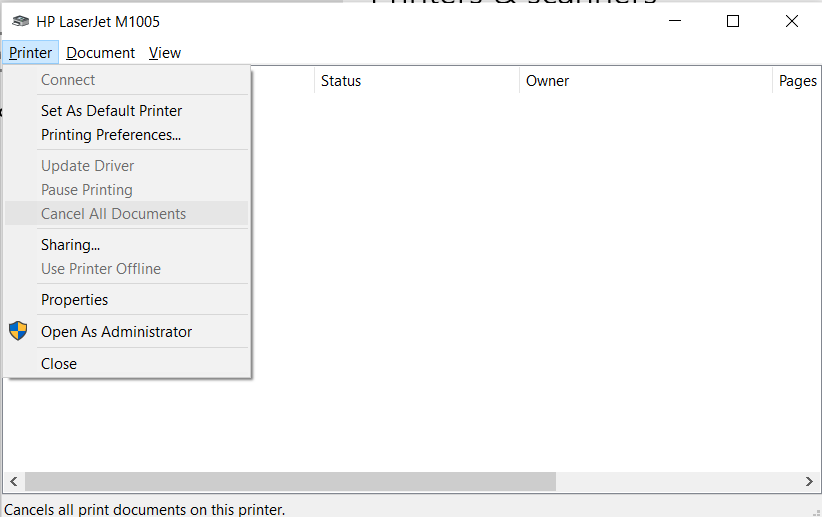 Printers & scanners
HP LaserJet M1005
Printer Document View
Connect
Status Owner Pages
Set As Default Printer
Printing Preferences...
Update Driver
Pause Printing
Cancel All Documents
Sharing...
Use Printer Offline
Properties
Open As Administrator
Close
Cancels all print documents on this printer.